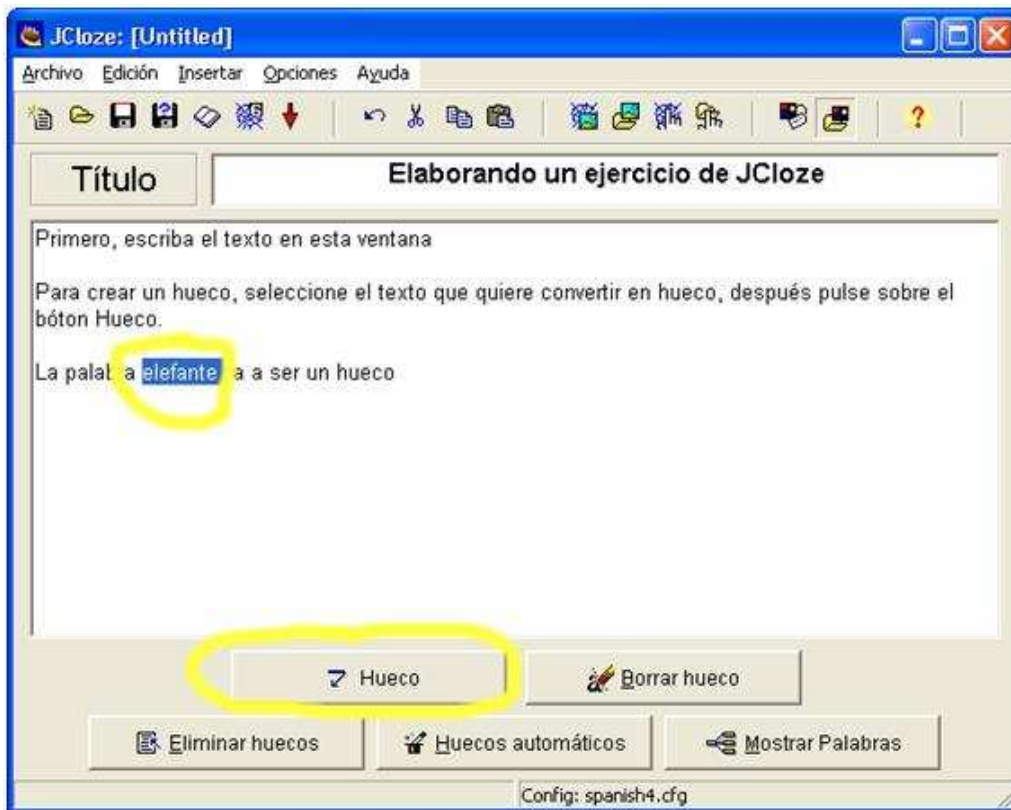 JCloze: [Untitled]
Archivo Edición Insertar Opciones Ayuda
Título
Elaborando un ejercicio de JCloze
Primero, escriba el texto en esta ventana
Para crear un hueco, seleccione el texto que quiere convertir en hueco, después pulse sobre el
bóton Hueco.
La palabra elefante a a ser un hueco
Hueco
Borrar hueco
Eliminar huecos
Huecos automáticos
Mostrar Palabras
Config: spanish4.cfg